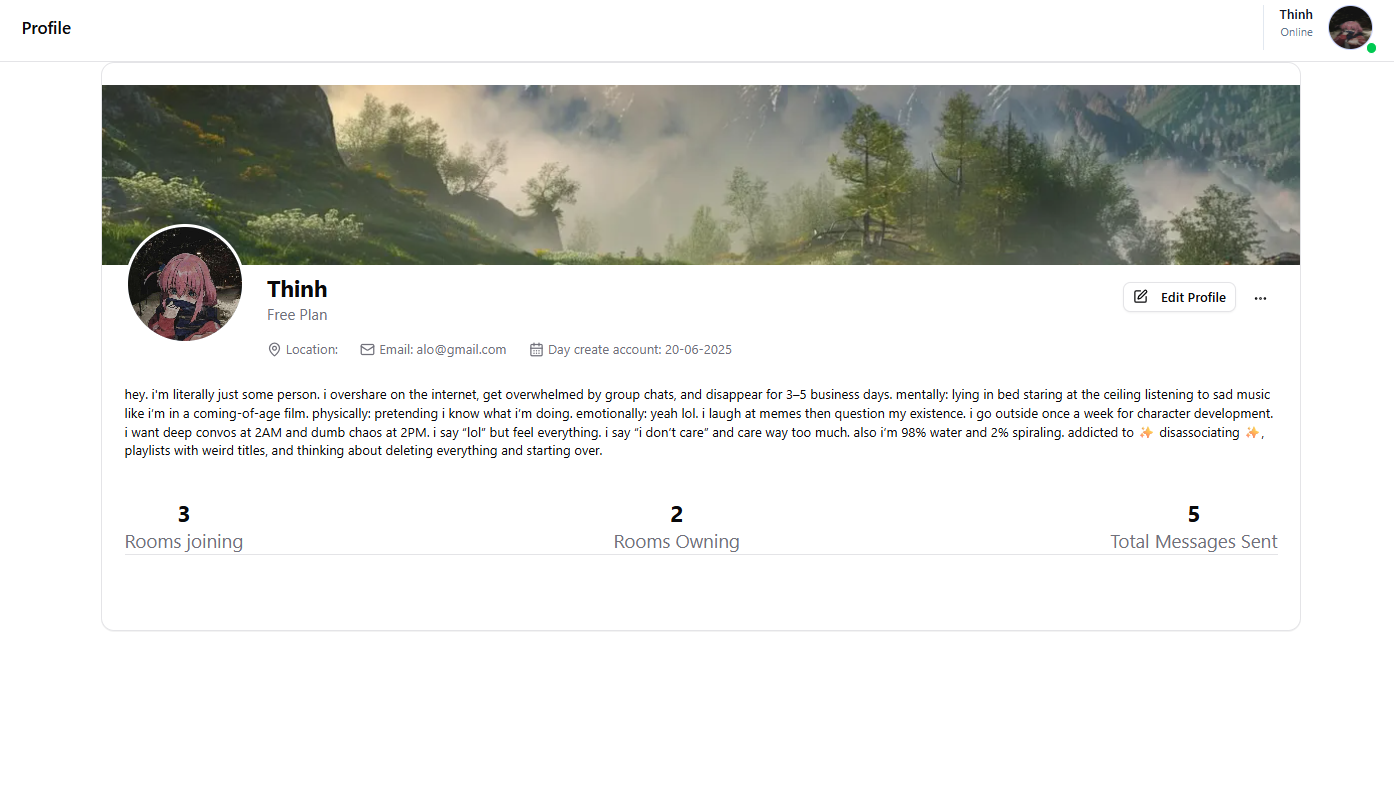 Profile
Thinh
Online
Thinh
Free Plan
Edit Profile
Location:
Email: alo@gmail.com
Day create account: 20-06-2025
hey. i'm literally just some person. i overshare on the internet, get overwhelmed by group chats, and disappear for 3–5 business days. mentally: lying in bed staring at the ceiling listening to sad music
like i'm in a coming-of-age film. physically: pretending i know what i'm doing. emotionally: yeah lol. i laugh at memes then question my existence. i go outside once a week for character development.
i want deep convos at 2AM and dumb chaos at 2PM. i say “lol” but feel everything. i say “i don’t care” and care way too much. also i’m 98% water and 2% spiraling. addicted to ✨ disassociating ✨,
playlists with weird titles, and thinking about deleting everything and starting over.
3
Rooms joining
2
Rooms Owning
5
Total Messages Sent